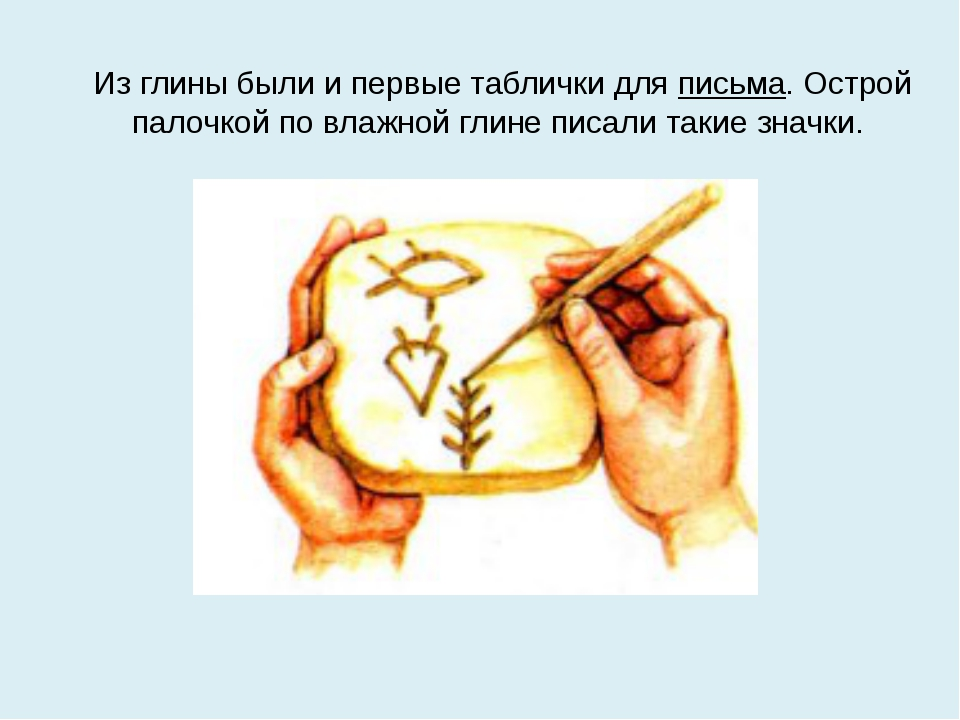 Из глины были и первые таблички для письма. Острой
палочкой по влажной глине писали такие значки.